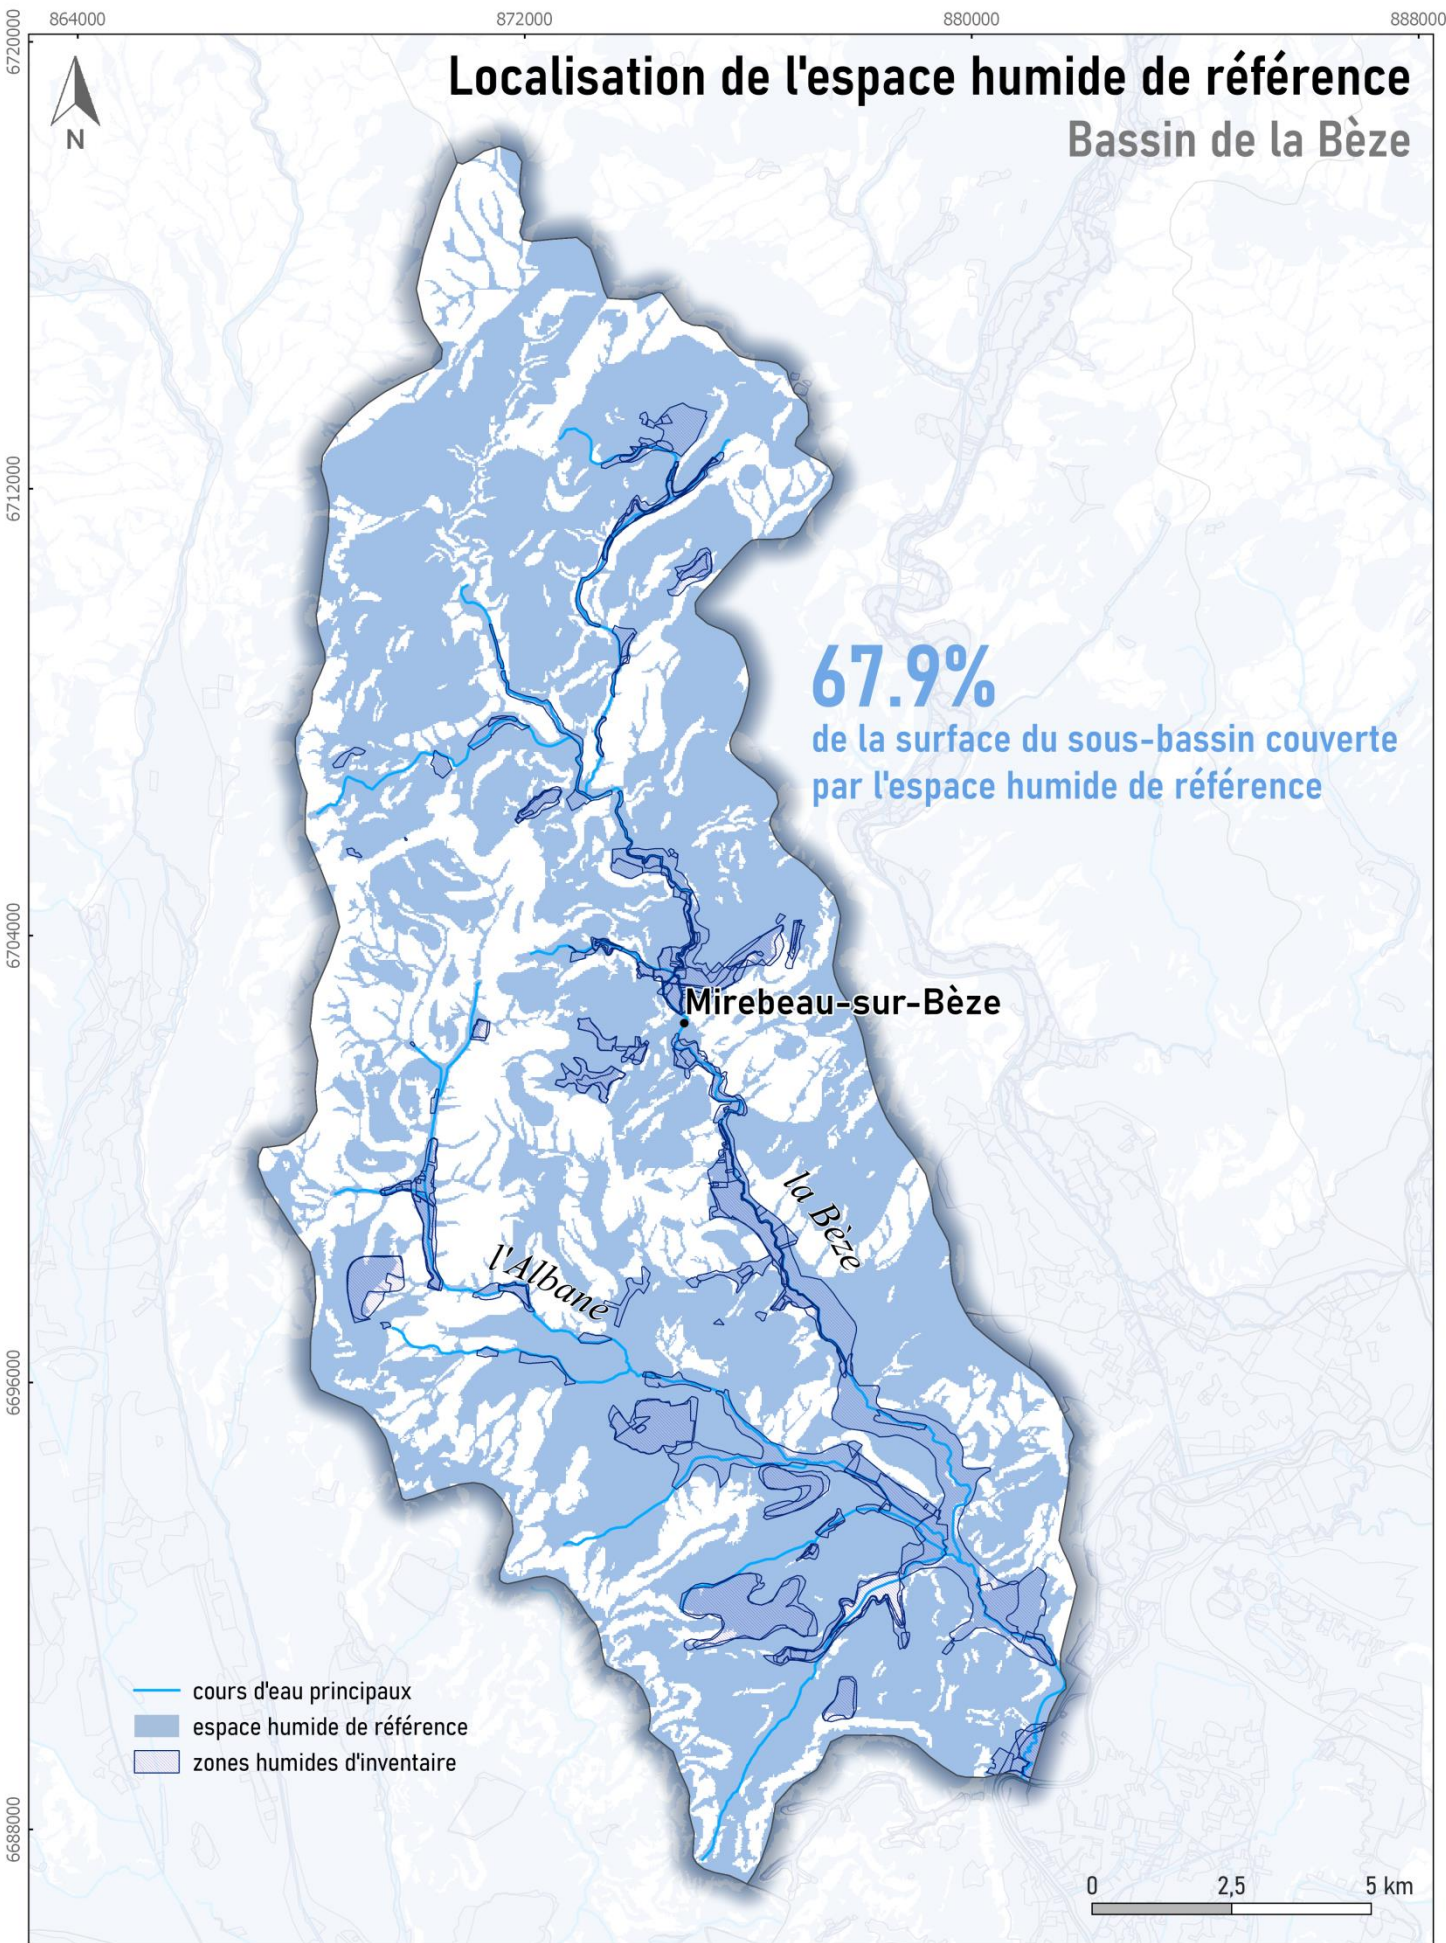 864000
872000
880000
888000
6720000
Localisation de l'espace humide de référence
Bassin de la Bèze
N
6712000
67.9%
de la surface du sous-bassin couverte
par l'espace humide de référence
6704000
Mirebeau-sur-Bèze
la Bèze
l'Albane
6696000
cours d'eau principaux
espace humide de référence
zones humides d'inventaire
6688000
0 2,5 5 km